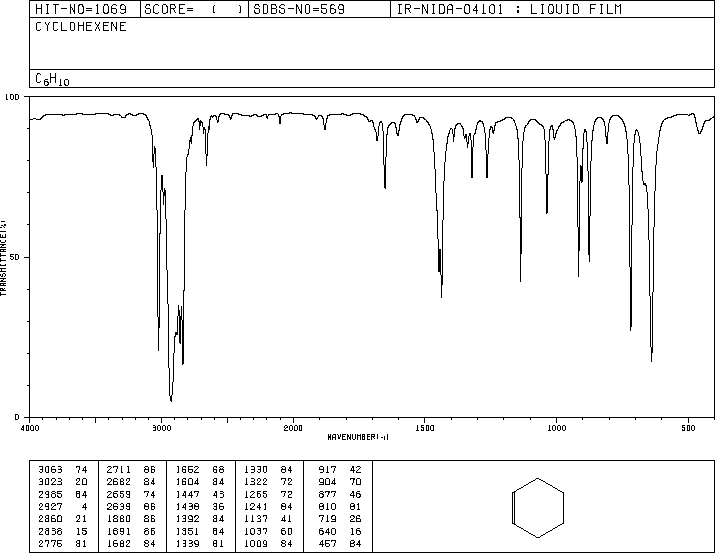 HIT-NO=1069 SCORE= ( ) SDBS-NO=569 IR-NIDA-04101 : LIQUID FILM
CYCLOHEXENE
C6H10
100
50
0
TRANSMITTANCE(%)
4000 3000 2000 1500 1000 500
WAVENUMBER(-1)
3063 74 2711 86 1652 68 1330 84 917 42
3023 20 2682 84 1604 84 1322 72 904 70
2985 64 2659 74 1447 43 1265 72 877 46
2927 4 2639 86 1438 36 1241 84 810 81
2860 21 1880 86 1392 84 1137 41 719 26
2838 15 1691 86 1351 84 1037 60 640 16
2775 81 1682 84 1339 81 1009 84 457 84